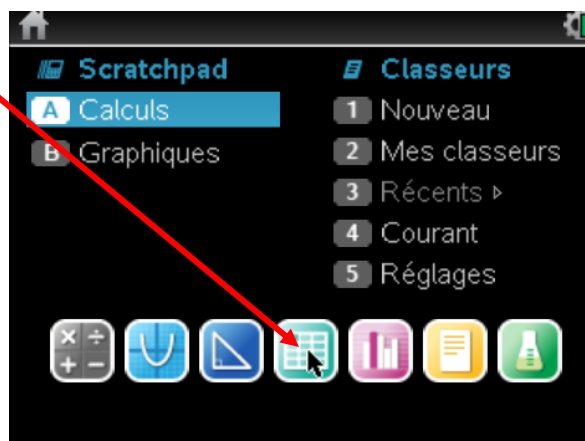 Scratchpad
A Calculs
B Graphiques
Classeurs
1 Nouveau
2 Mes classeurs
3 Récents ▹
4 Courant
5 Réglages